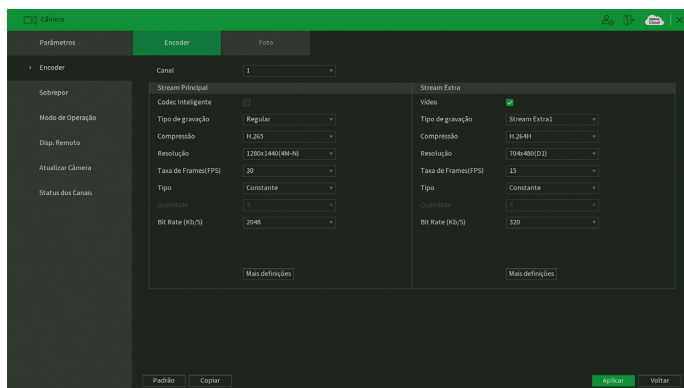 Câmera
Parâmetros
Encoder
Foto
> Encoder
Canal
1
Sobrepor
Stream Principal
Stream Extra
Codec Inteligente
Vídeo
Modo de Operação
Tipo de gravação
Regular
Tipo de gravação
Stream Extra1
Compressão
H.265
Compressão
H.264H
Disp. Remoto
Resolução
1280x1440(4M-N)
Resolução
704x480(D1)
Atualizar Câmera
Taxa de Frames(FPS)
30
Taxa de Frames(FPS)
15
Status dos Canais
Tipo
Constante
Tipo
Constante
Qualidade
4
Qualidade
4
Bit Rate (Kb/S)
2048
Bit Rate (Kb/S)
320
Mais definições
Mais definições
Padrão
Copiar
Aplicar
Voltar